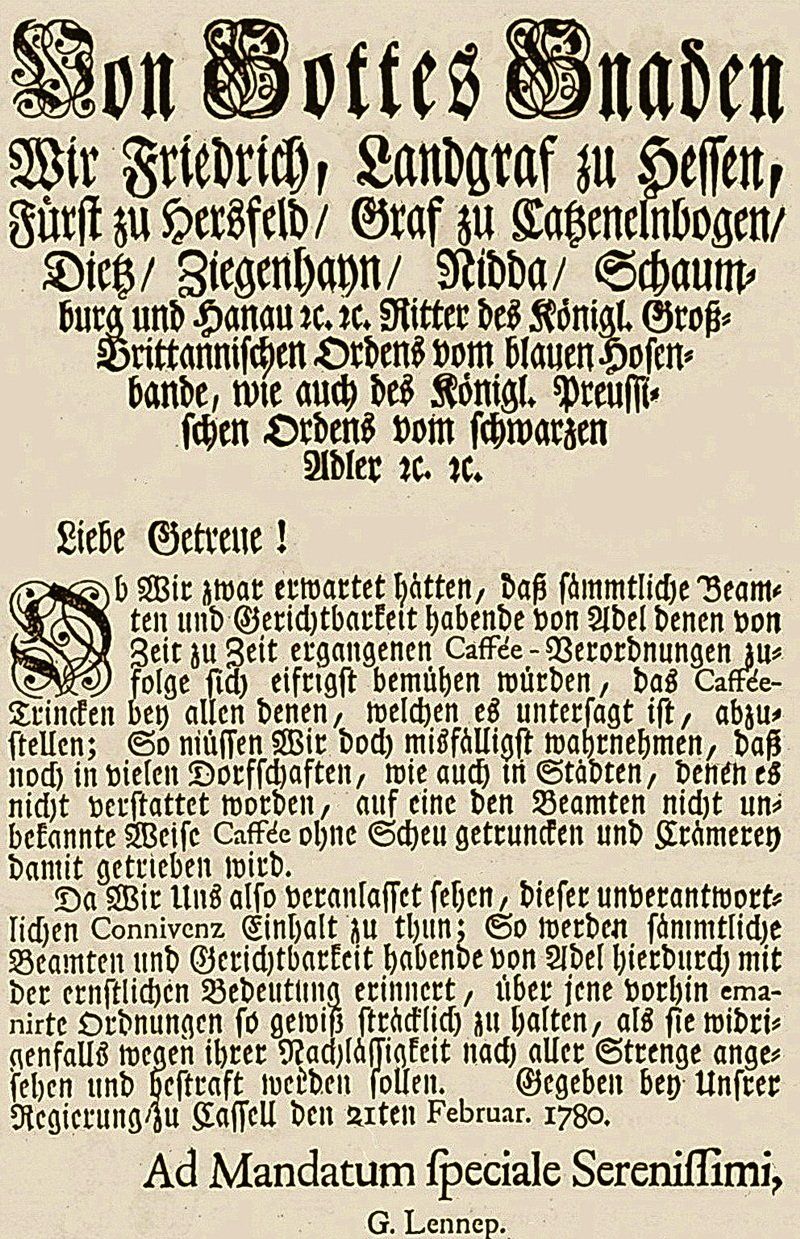 Von Gottes Gnaden
Wir Friedrich, Landgraf zu Hessen,
Fürst zu Hersfeld/ Graf zu Catzenelnbogen/
Dietz/ Ziegenhayn/ Nidda/ Schaum-
burg und Hanau ꝛc. ꝛc. Ritter des Königl. Groß-
Brittannischen Ordens vom blauen Hosen-
bande, wie auch des Königl. Preussi-
schen Ordens vom schwarzen
Adler ꝛc. ꝛc.
Liebe Getreue !
Ob Wir zwar erwartet hätten, daß sämmtliche Beam-
ten und Gerichtbarkeit habende von Adel denen von
Zeit zu Zeit ergangenen Caffée-Verordnungen zu-
folge sich eifrigst bemühen würden, das Caffée-
Trincken bey allen denen, welchen es untersagt ist, abzu-
stellen; So müssen Wir doch misfälligst wahrnehmen, daß
noch in vielen Dorfschaften, wie auch in Städten, denen es
nicht verstattet worden, auf eine den Beamten nicht un-
bekannte Weise Caffée ohne Scheu getruncken und Crämerey
damit getrieben wird.
Da Wir Uns also veranlasset sehen, dieser unverantwort-
lichen Connivenz Einhalt zu thun; So werden sämmtliche
Beamten und Gerichtbarkeit habende von Adel hierdurch mit
der ernstlichen Bedeutung erinnert, über jene vorhin ema-
nirte Ordnungen so gewiß sträcklich zu halten, als sie widri-
genfalls wegen ihrer Nachlässigkeit nach aller Strenge ange-
sehen und bestraft werden sollen. Gegeben bey Unsrer
Regierung zu Cassell den 21ten Februar. 1780.
Ad Mandatum speciale Serenissimi,
G. Lennep.